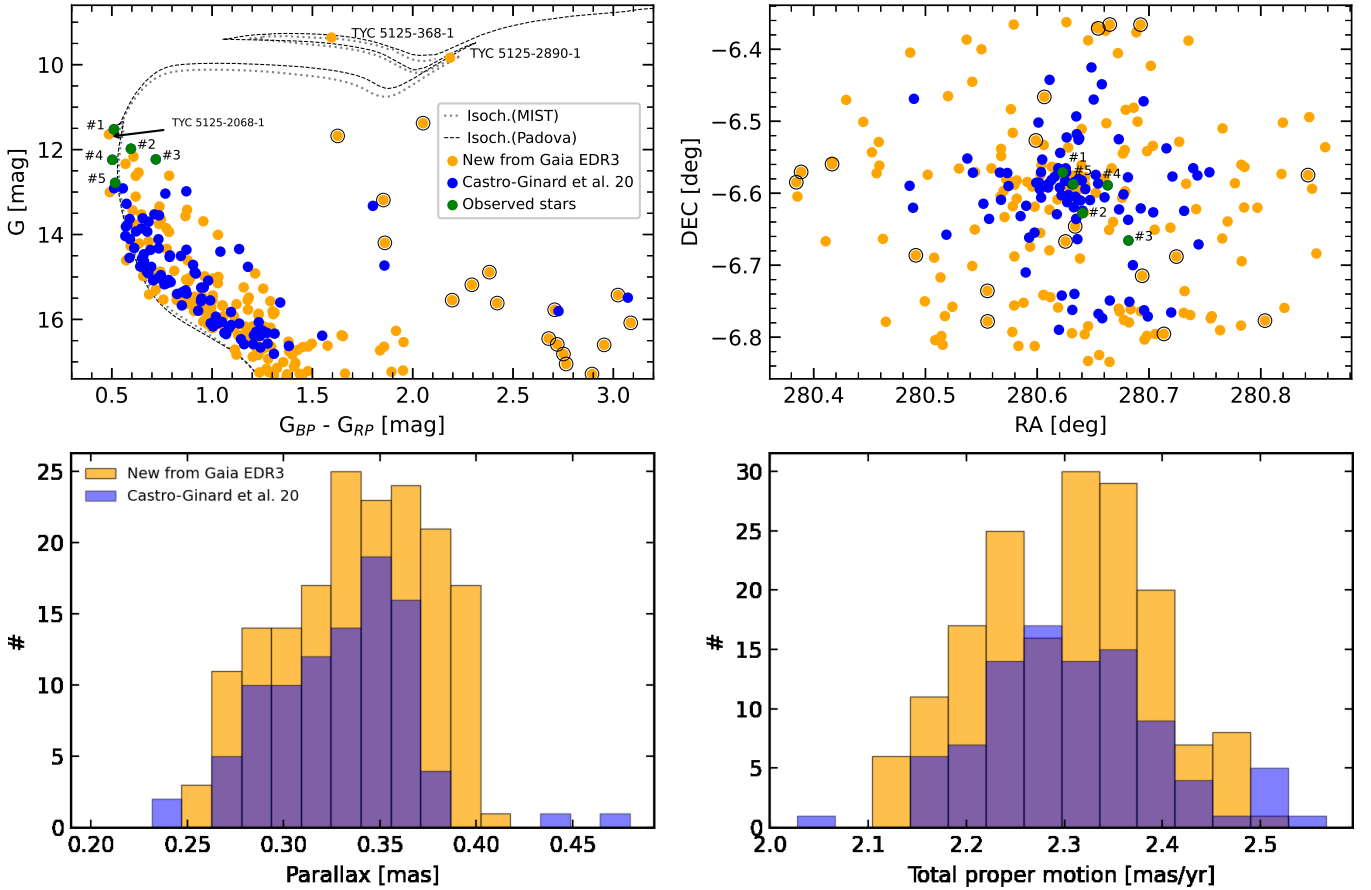 TYC 5125-368-1
TYC 5125-2890-1
#1
TYC 5125-2068-1
#2
#4
#3
#5
Isoch.(MIST)
Isoch.(Padova)
New from Gaia EDR3
Castro-Ginard et al. 20
Observed stars
10
12
14
16
G [mag]
0.5 1.0 1.5 2.0 2.5 3.0
G_BP - G_RP [mag]
−6.4
−6.5
−6.6
−6.7
−6.8
DEC [deg]
#1
#5
#4
#2
#3
280.4 280.5 280.6 280.7 280.8
RA [deg]
New from Gaia EDR3
Castro-Ginard et al. 20
25
20
15
10
5
0
#
0.20 0.25 0.30 0.35 0.40 0.45
Parallax [mas]
30
25
20
15
10
5
0
#
2.0 2.1 2.2 2.3 2.4 2.5
Total proper motion [mas/yr]